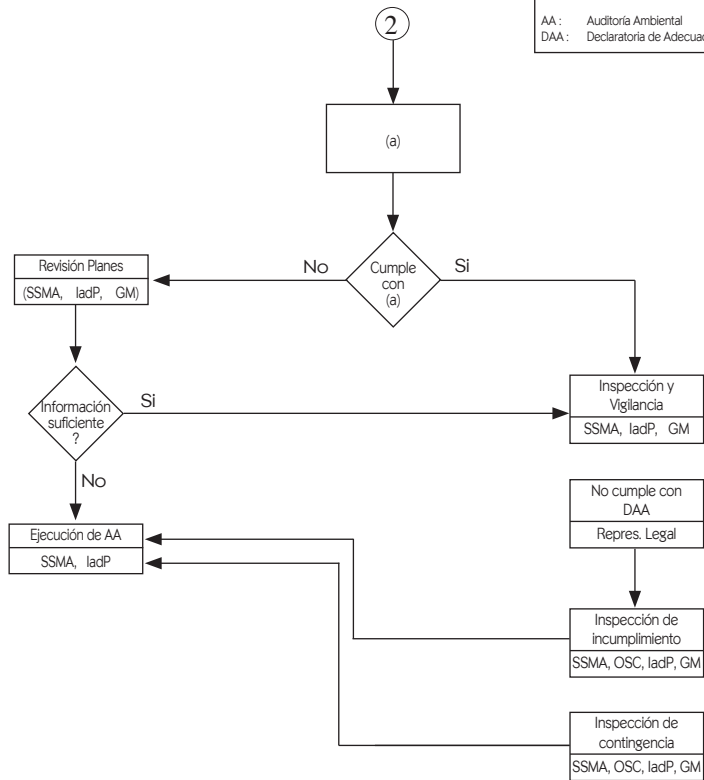 2
AA : Auditoría Ambiental
DAA : Declaratoria de
(a)
Revisión Planes
(SSMA, IadP, GM)
No
Cumple
con
(a)
Si
Información
suficiente
?
Si
Inspección y
Vigilancia
SSMA, IadP, GM
No
No cumple con
DAA
Repres. Legal
Ejecución de AA
SSMA, IadP
Inspección de
incumplimiento
SSMA, OSC, IadP, GM
Inspección de
contingencia
SSMA, OSC, IadP, GM